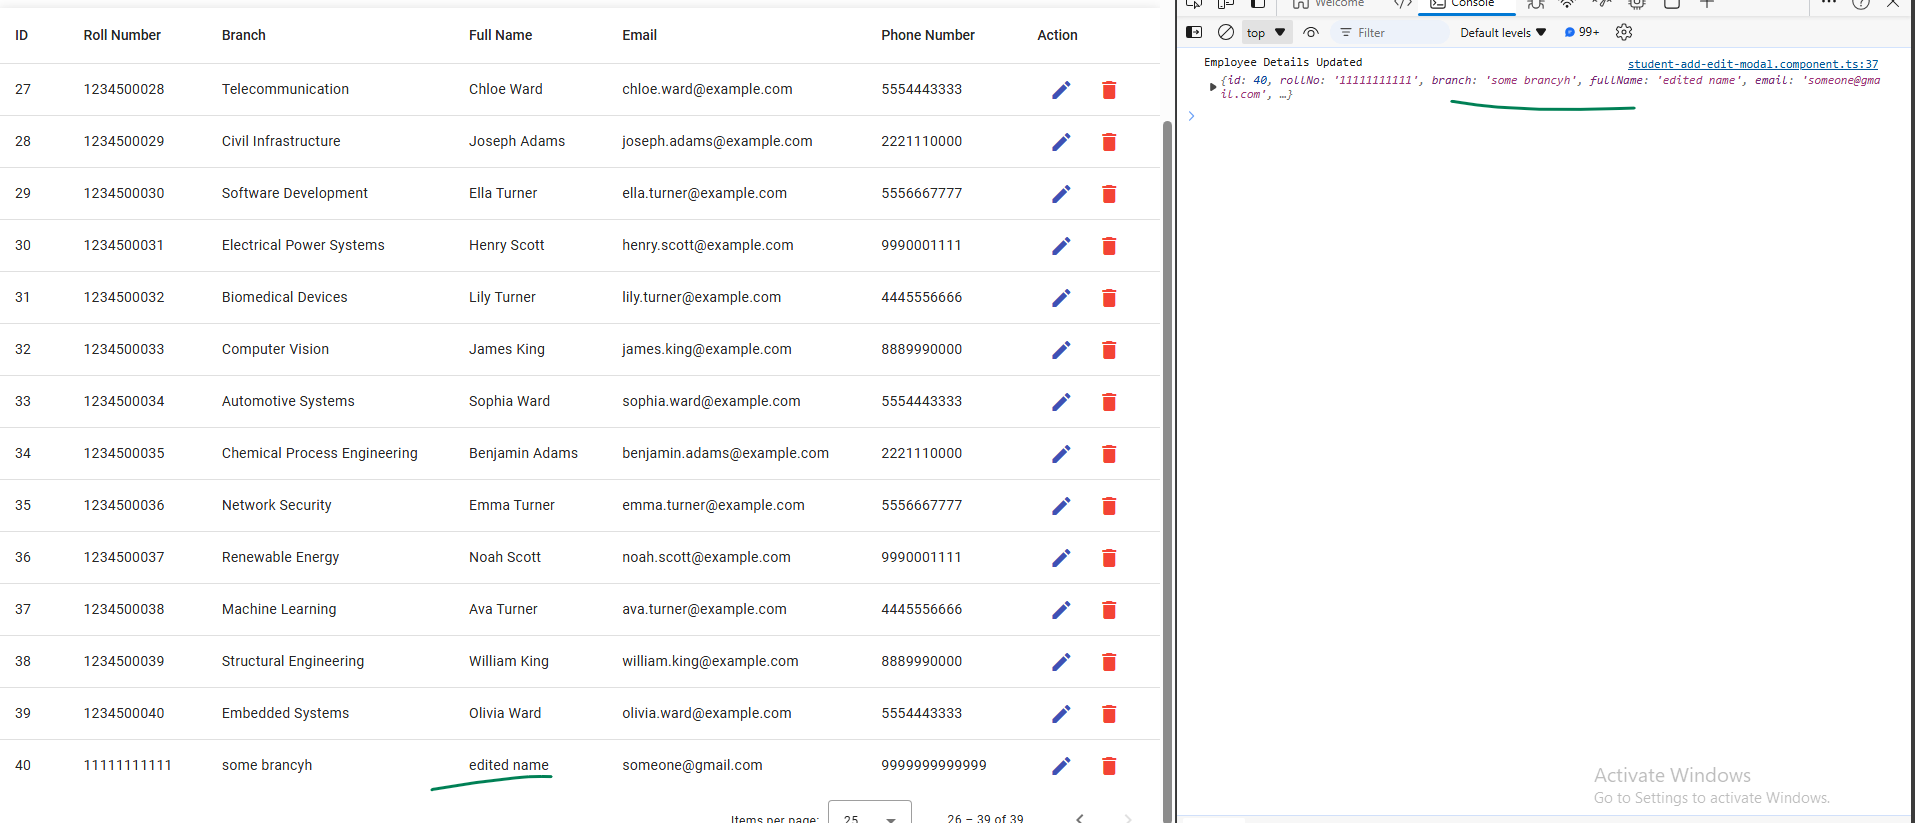 Welcome Console
top Filter Default levels 99+
ID Roll Number Branch Full Name Email Phone Number Action
27 1234500028 Telecommunication Chloe Ward chloe.ward@example.com 5554443333
28 1234500029 Civil Infrastructure Joseph Adams joseph.adams@example.com 2221110000
29 1234500030 Software Development Ella Turner ella.turner@example.com 5556667777
30 1234500031 Electrical Power Systems Henry Scott henry.scott@example.com 9990001111
31 1234500032 Biomedical Devices Lily Turner lily.turner@example.com 4445556666
32 1234500033 Computer Vision James King james.king@example.com 8889990000
33 1234500034 Automotive Systems Sophia Ward sophia.ward@example.com 5554443333
34 1234500035 Chemical Process Engineering Benjamin Adams benjamin.adams@example.com 2221110000
35 1234500036 Network Security Emma Turner emma.turner@example.com 5556667777
36 1234500037 Renewable Energy Noah Scott noah.scott@example.com 9990001111
37 1234500038 Machine Learning Ava Turner ava.turner@example.com 4445556666
38 1234500039 Structural Engineering William King william.king@example.com 8889990000
39 1234500040 Embedded Systems Olivia Ward olivia.ward@example.com 5554443333
40 11111111111 some brancyh edited name someone@gmail.com 9999999999999
Items per page: 25 26 – 39 of 39
Employee Details Updated student-add-edit-modal.component.ts:37
{id: 40, rollNo: '11111111111', branch: 'some brancyh', fullName: 'edited name', email: 'someone@gma
il.com', …}
Activate Windows
Go to Settings to activate Windows.